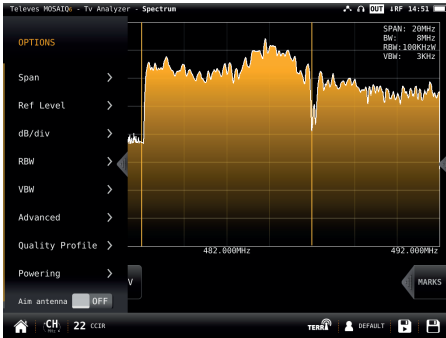 Televes MOSAIQ6 - Tv Analyzer - Spectrum
OUT
iRF 14:51
OPTIONS
SPAN: 20MHz
BW: 8MHz
RBW:100KHzW
VBW: 3KHz
Span
Ref Level
dB/div
RBW
VBW
Advanced
Quality Profile
482.000MHz
492.000MHz
Powering
V
MARKS
Aim antenna OFF
CH
22 CCIR
TERRA
DEFAULT